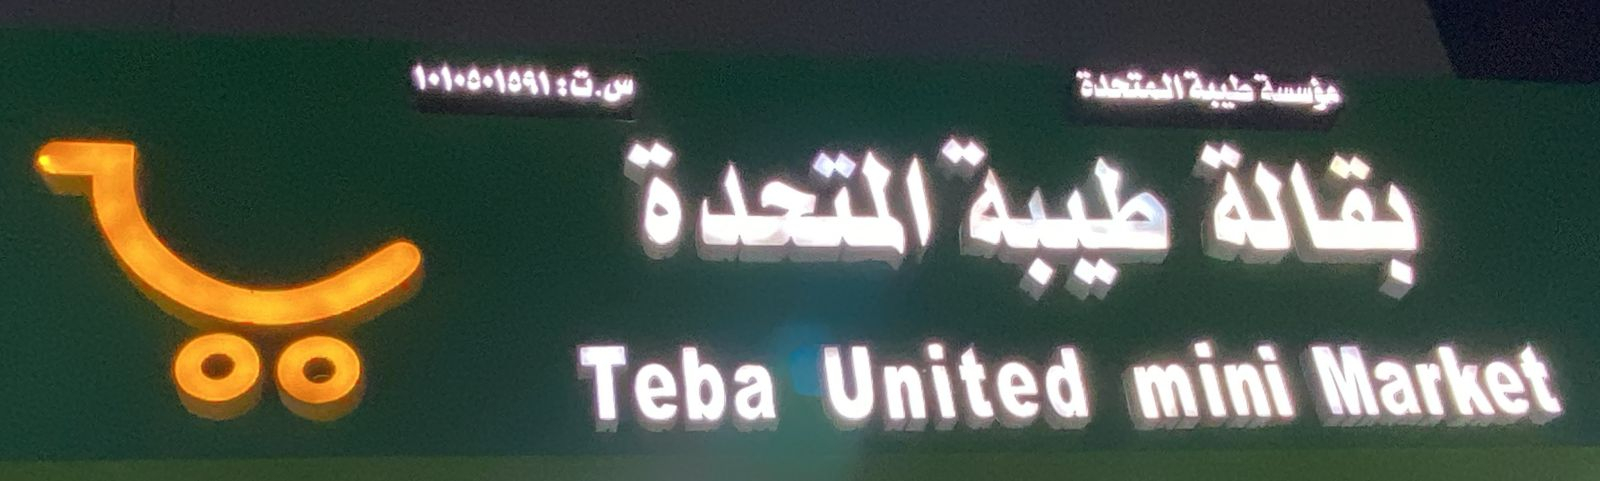 مؤسسة طيبة المتحدة
س.ت: ١٠١٠٥٠١٥٩١
بقالة طيبة المتحدة
Teba United mini Market